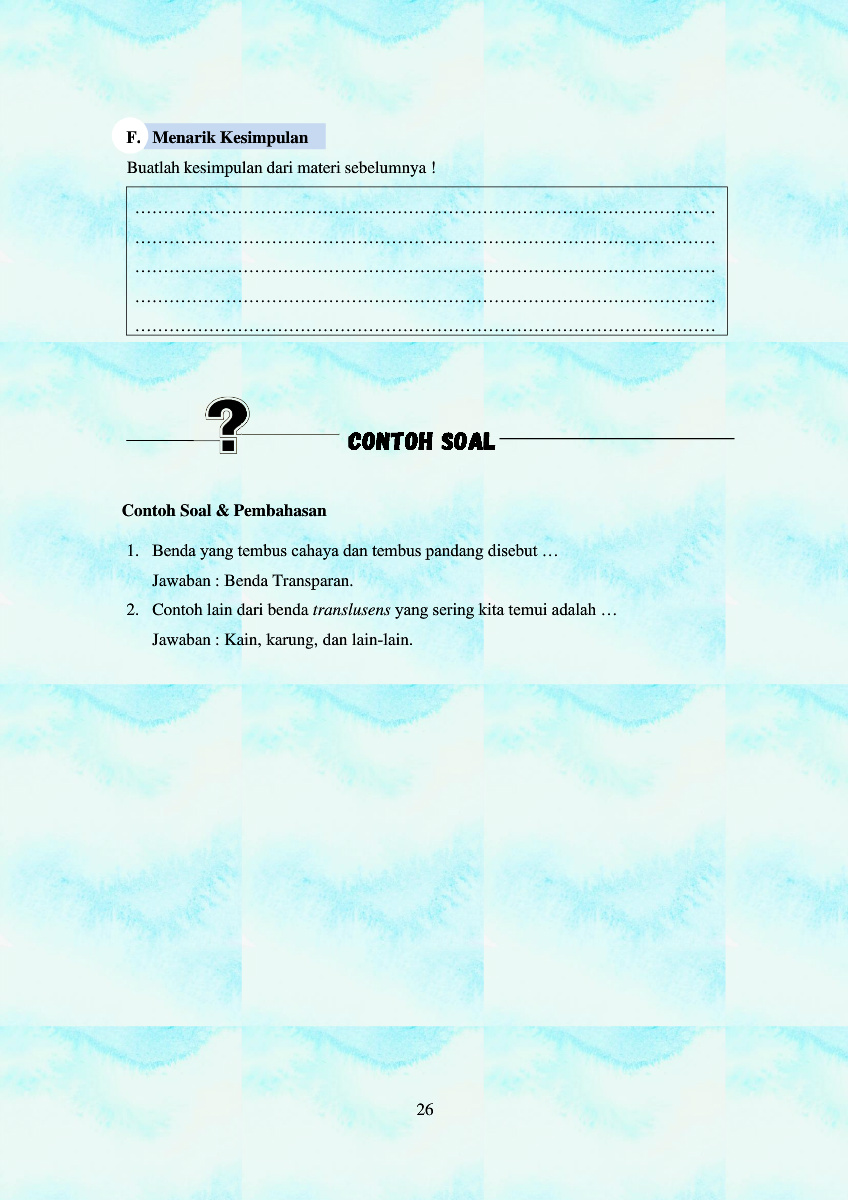 F. Menarik Kesimpulan
Buatlah kesimpulan dari materi sebelumnya !
................................................................................
................................................................................
................................................................................
................................................................................
................................................................................
?
CONTOH SOAL
Contoh Soal & Pembahasan
1. Benda yang tembus cahaya dan tembus pandang disebut …
Jawaban : Benda Transparan.
2. Contoh lain dari benda translusens yang sering kita temui adalah …
Jawaban : Kain, karung, dan lain-lain.
26